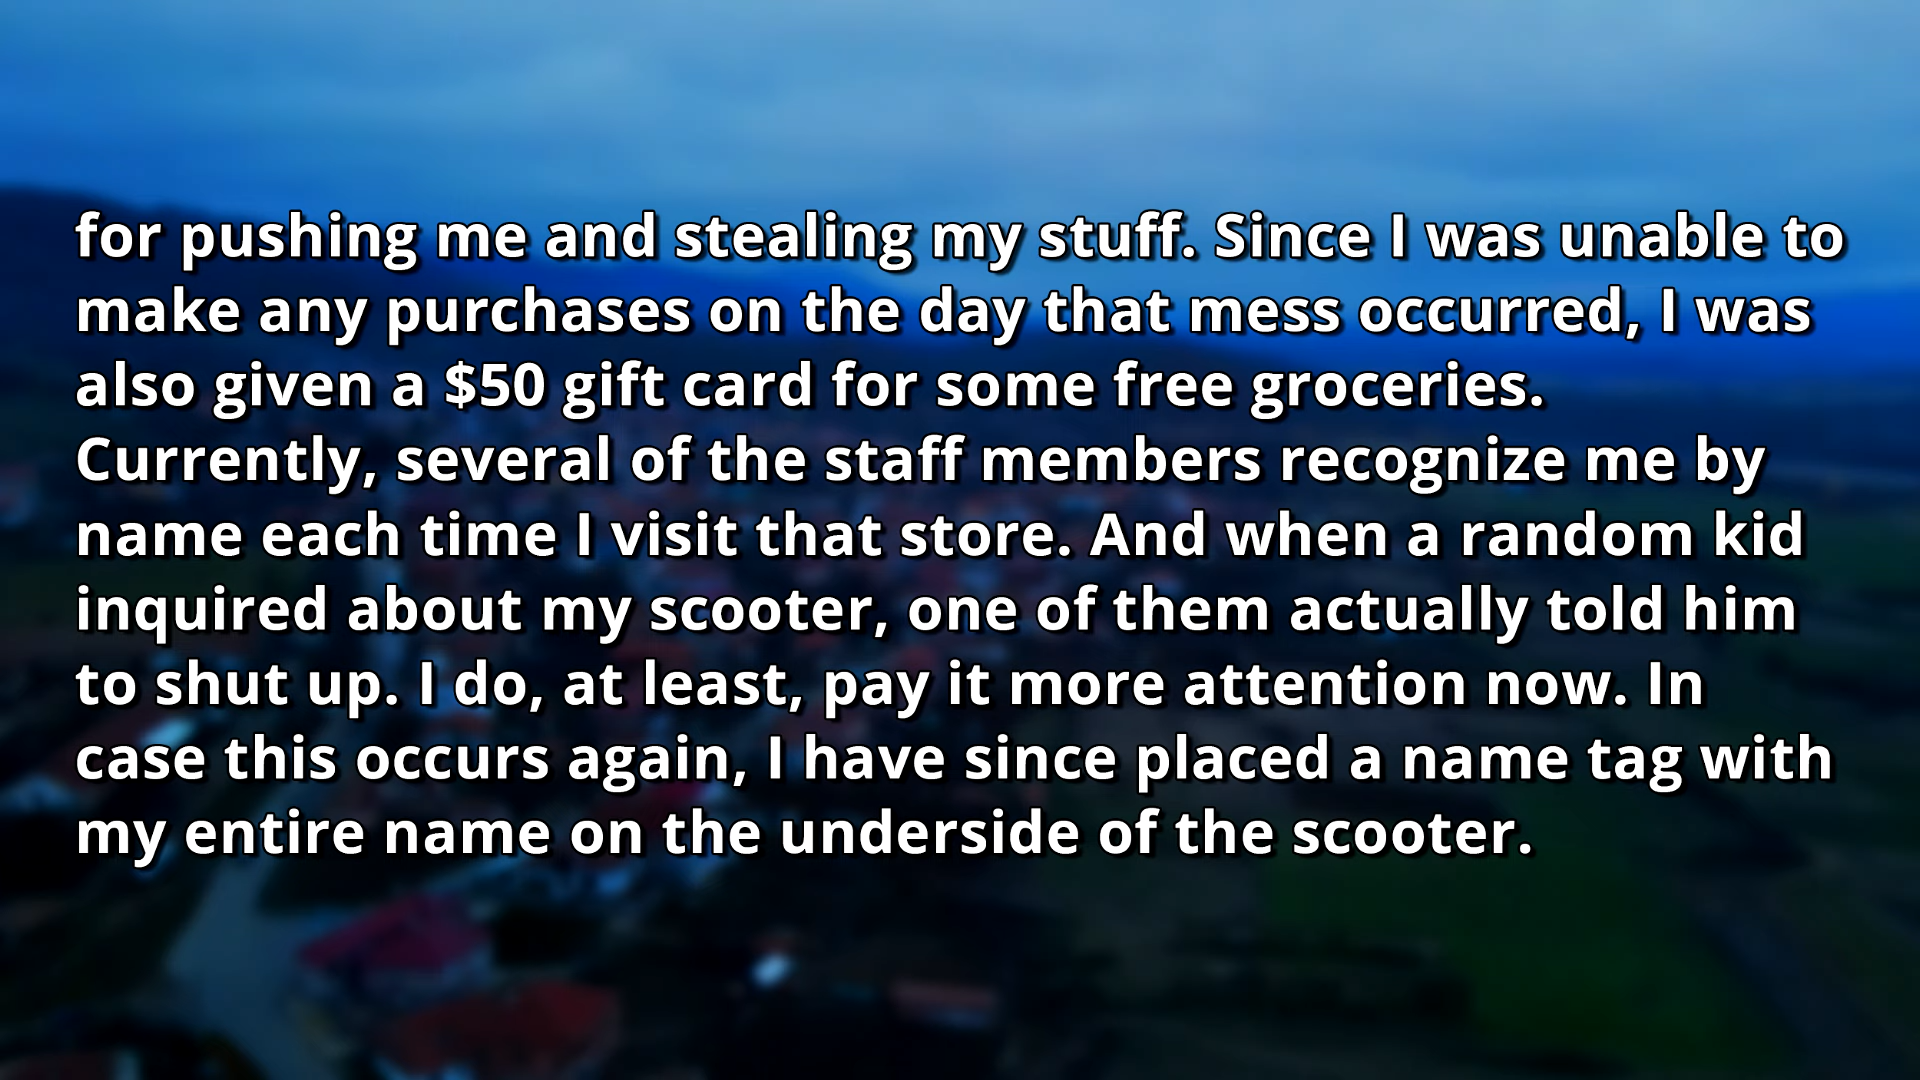 for pushing me and stealing my stuff. Since I was unable to
make any purchases on the day that mess occurred, I was
also given a $50 gift card for some free groceries.
Currently, several of the staff members recognize me by
name each time I visit that store. And when a random kid
inquired about my scooter, one of them actually told him
to shut up. I do, at least, pay it more attention now. In
case this occurs again, I have since placed a name tag with
my entire name on the underside of the scooter.